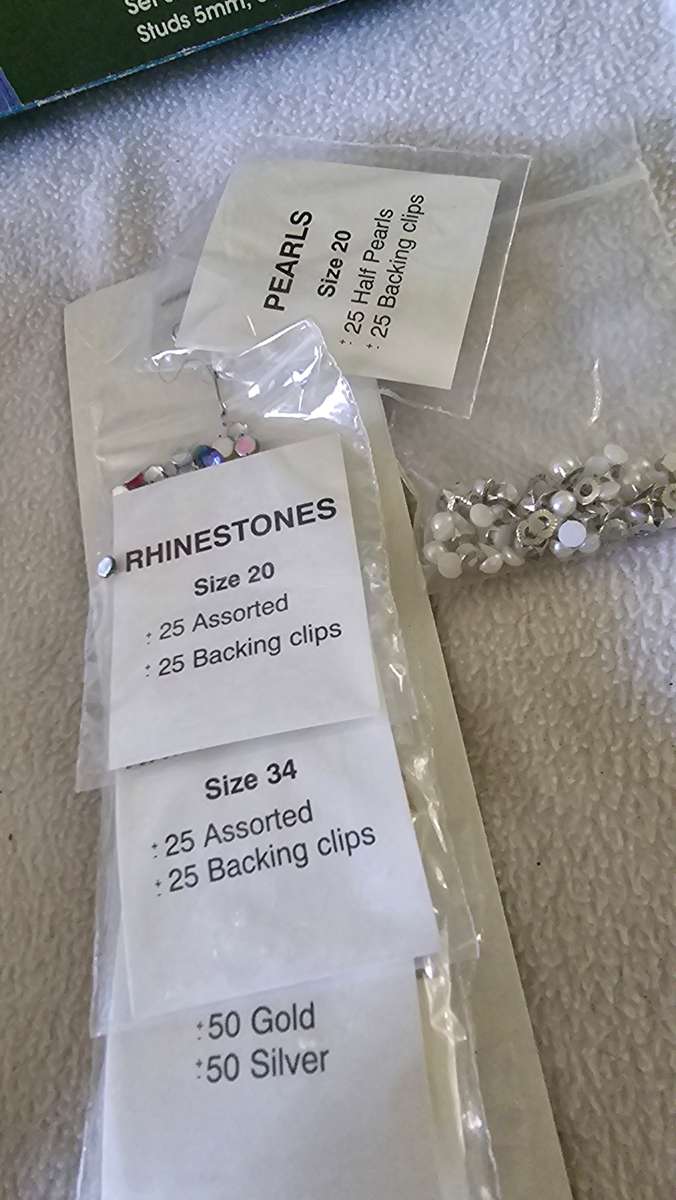 Studs 5mm,
PEARLS
Size 20
± 25 Half Pearls
± 25 Backing clips
RHINESTONES
Size 20
± 25 Assorted
± 25 Backing clips
Size 34
± 25 Assorted
± 25 Backing clips
± 50 Gold
± 50 Silver